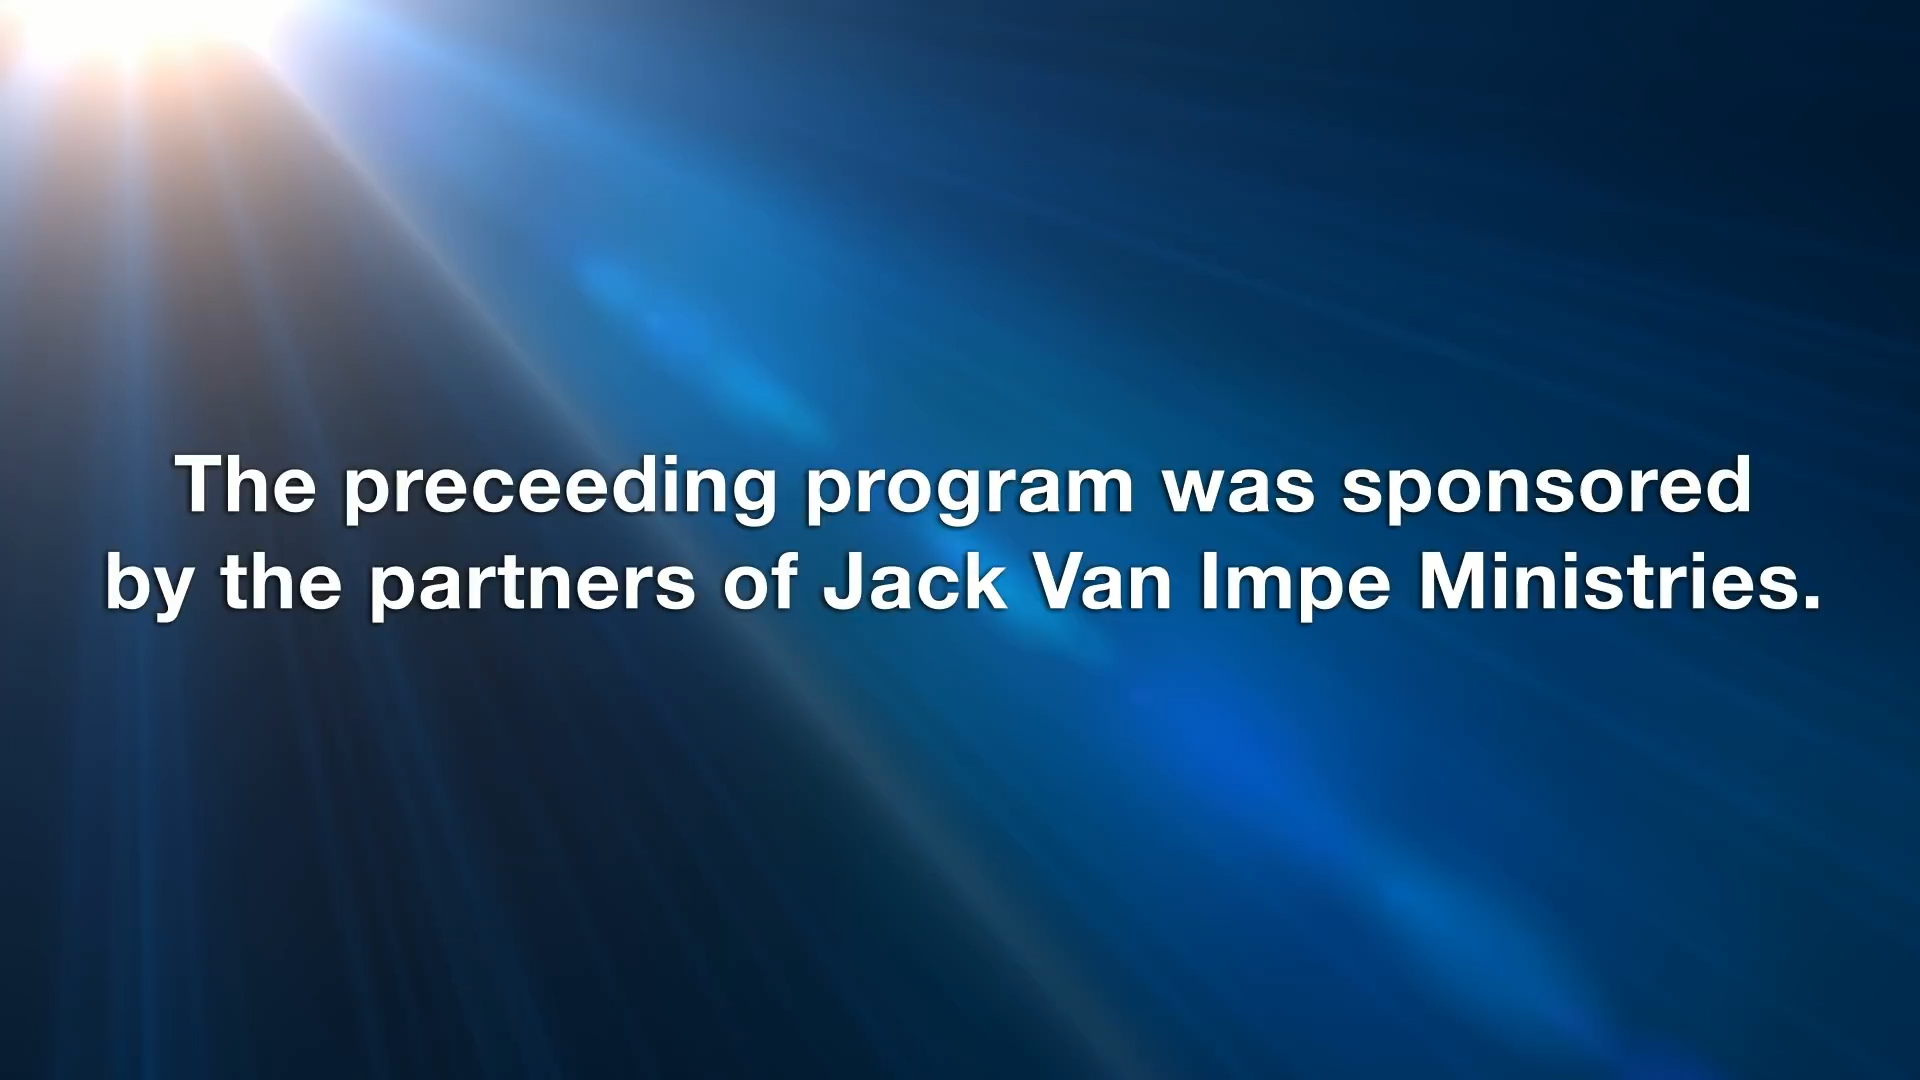 The preceeding program was sponsored
by the partners of Jack Van Impe Ministries.